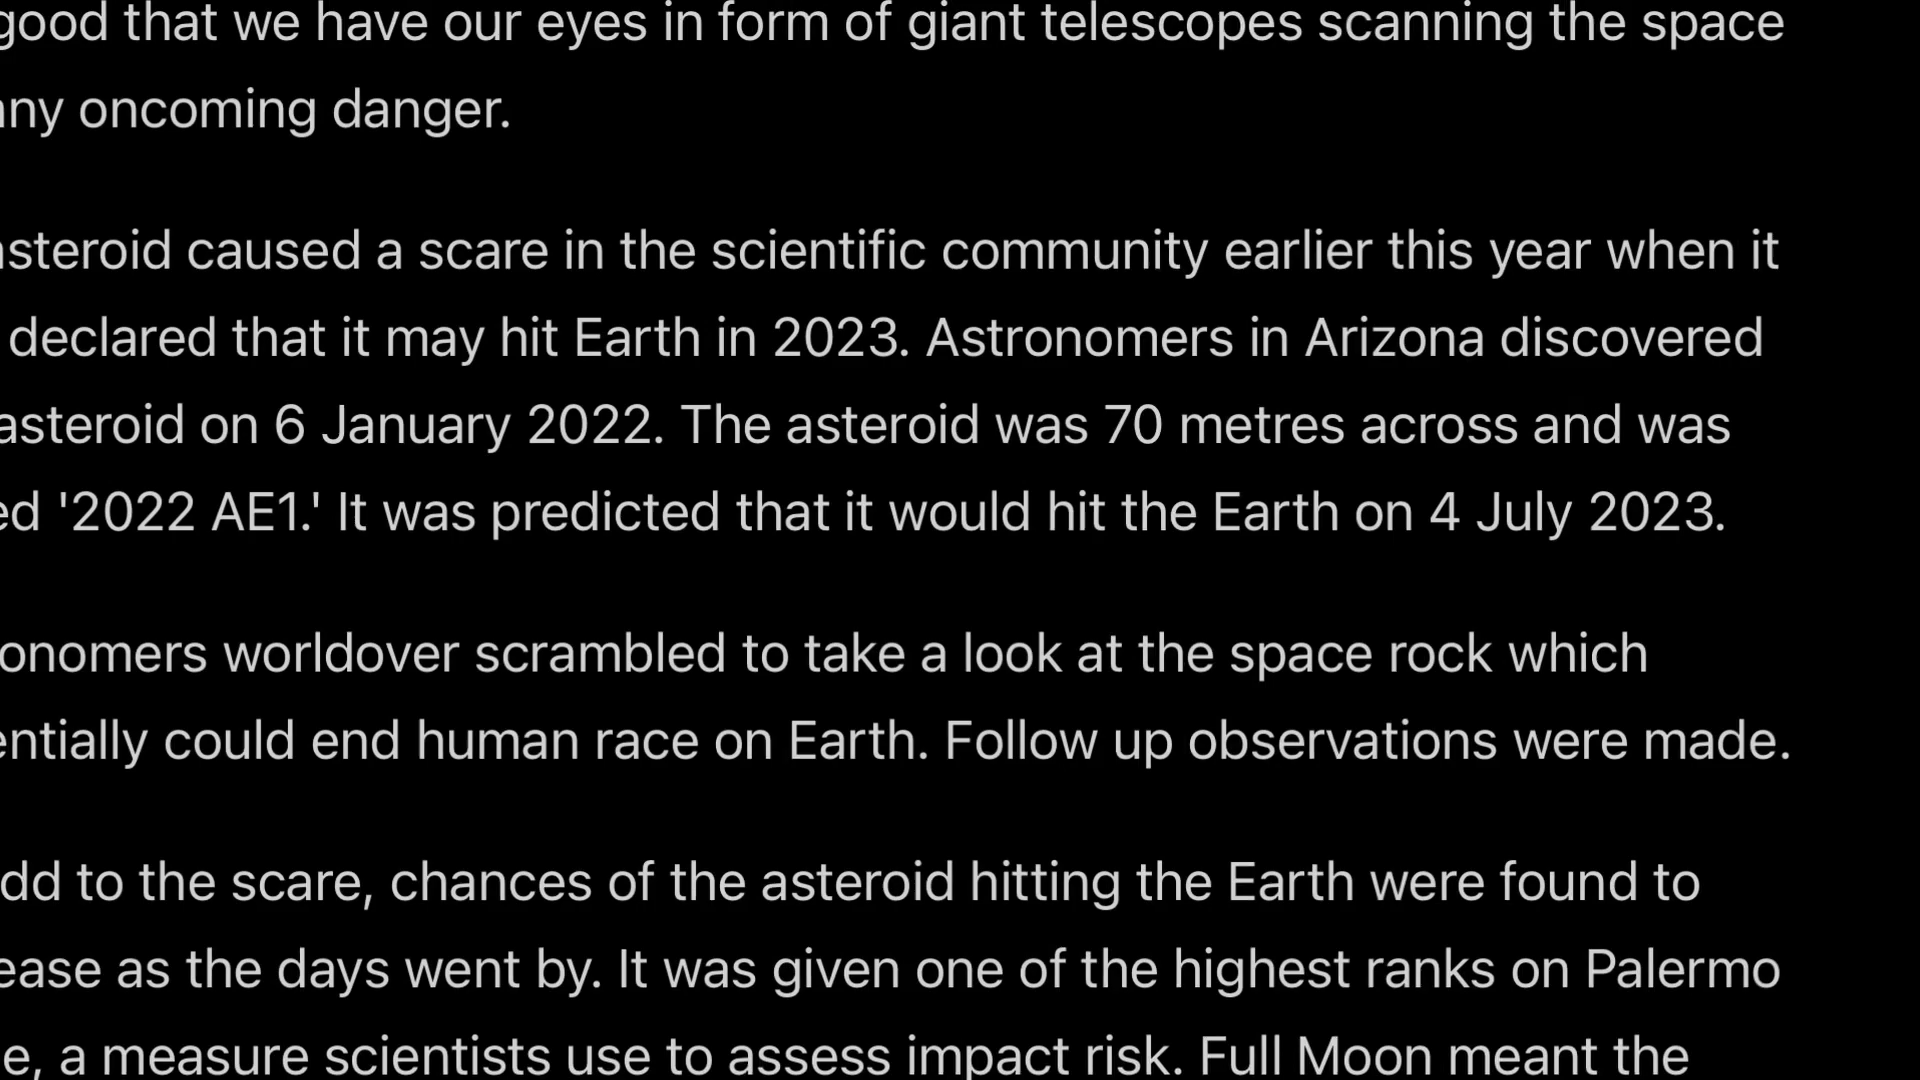 good that we have our eyes in form of giant telescopes scanning the space
any oncoming danger.
asteroid caused a scare in the scientific community earlier this year when it
declared that it may hit Earth in 2023. Astronomers in Arizona discovered
asteroid on 6 January 2022. The asteroid was 70 metres across and was
ed '2022 AE1.' It was predicted that it would hit the Earth on 4 July 2023.
onomers worldover scrambled to take a look at the space rock which
entially could end human race on Earth. Follow up observations were made.
dd to the scare, chances of the asteroid hitting the Earth were found to
ease as the days went by. It was given one of the highest ranks on Palermo
e, a measure scientists use to assess impact risk. Full Moon meant the